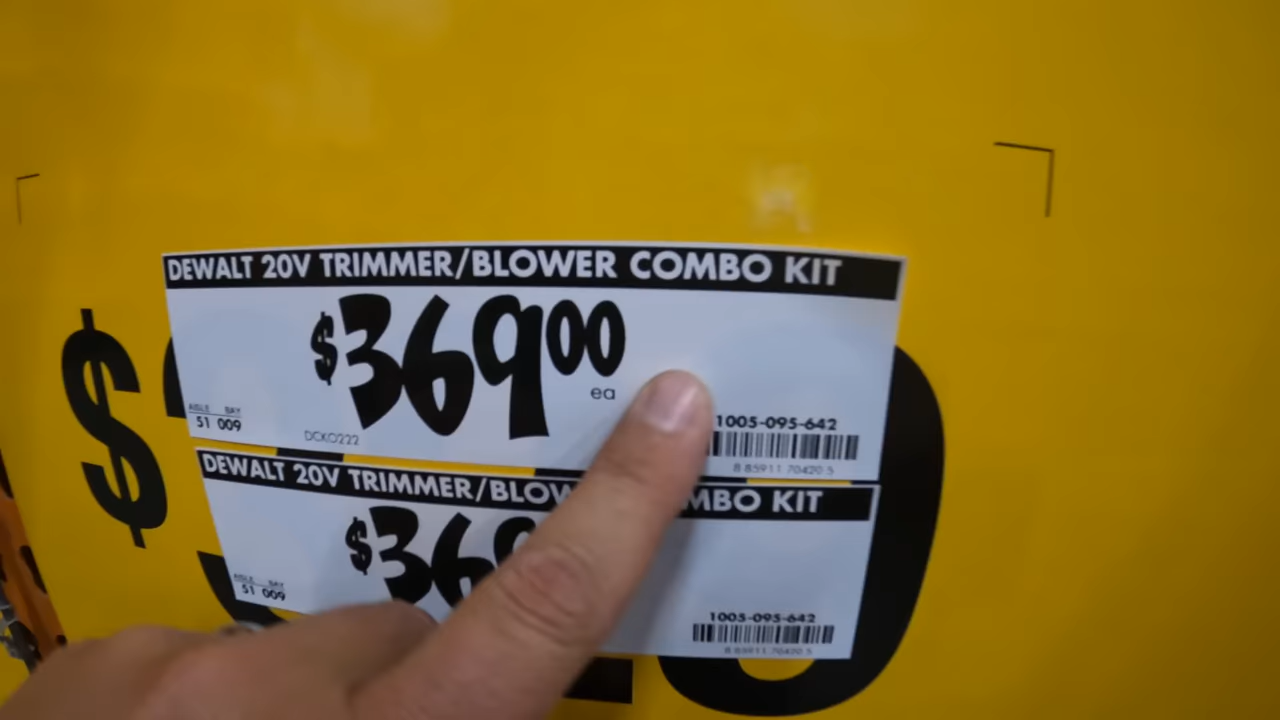 DEWALT 20V TRIMMER/BLOWER COMBO KIT
$36900
ea
AISLE BAY
51 009
DCKO222
1005-095-642
8 85911 70420 5
DEWALT 20V TRIMMER/BLOW MBO KIT
$369
AISLE BAY
51 009
1005-095-642
8 85911 70420 5
$